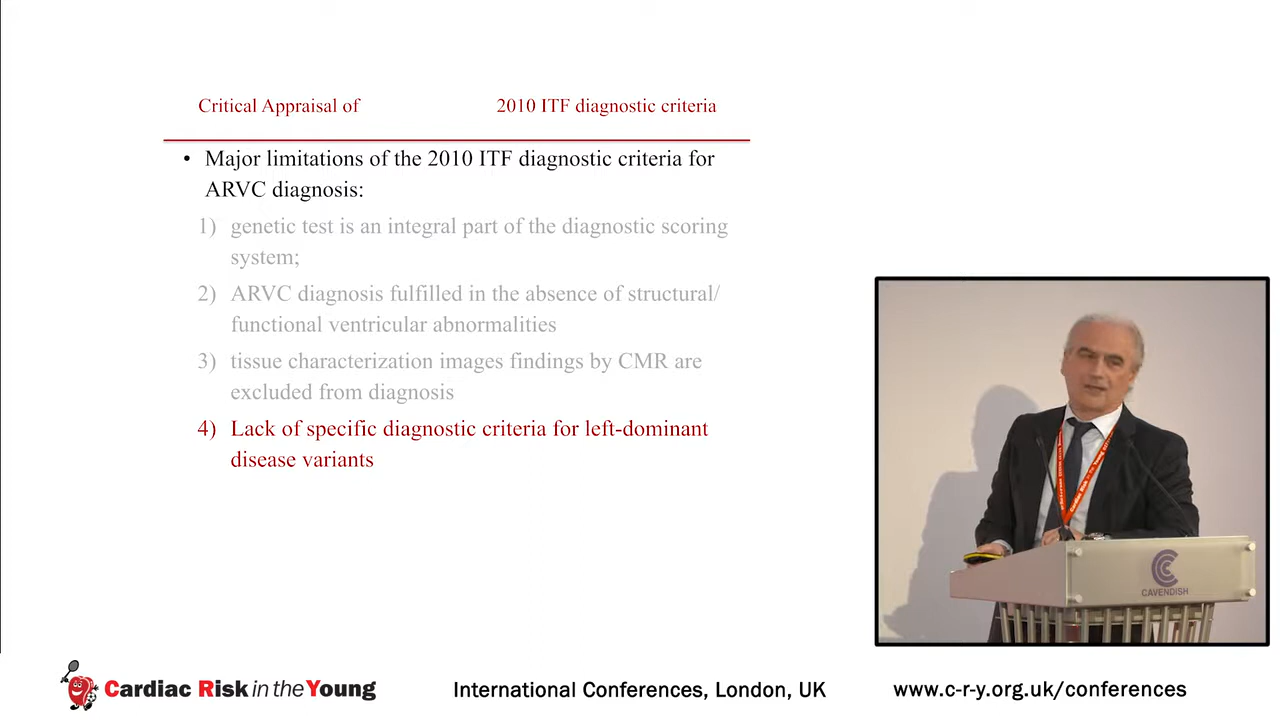 Critical Appraisal of 2010 ITF diagnostic criteria
• Major limitations of the 2010 ITF diagnostic criteria for
ARVC diagnosis:
1) genetic test is an integral part of the diagnostic scoring
system;
2) ARVC diagnosis fulfilled in the absence of structural/
functional ventricular abnormalities
3) tissue characterization images findings by CMR are
excluded from diagnosis
4) Lack of specific diagnostic criteria for left-dominant
disease variants
CAVENDISH
Cardiac Risk in the Young
International Conferences, London, UK
www.c-r-y.org.uk/conferences